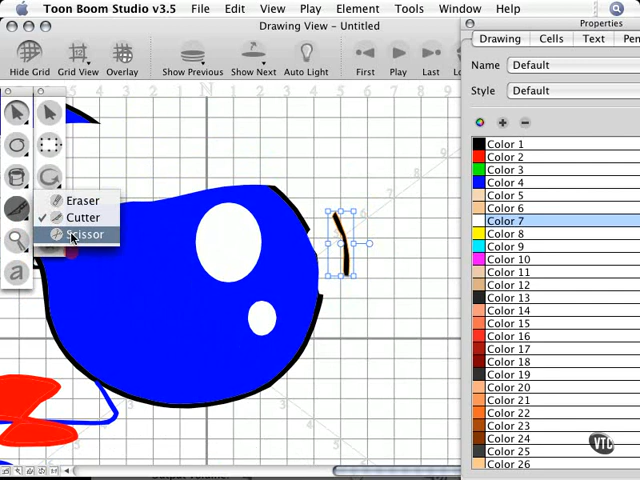 Toon Boom Studio v3.5 File Edit View Play Element Tools Window Help
Drawing View - Untitled
Properties
Hide Grid Grid View Overlay Show Previous Show Next Auto Light First Play Last
Drawing Cells Text Pen
Name Default
Style Default
N
Eraser
✓ Cutter
Scissor
a
Color 1
Color 2
Color 3
Color 4
Color 5
Color 6
Color 7
Color 8
Color 9
Color 10
Color 11
Color 12
Color 13
Color 14
Color 15
Color 16
Color 17
Color 18
Color 19
Color 20
Color 21
Color 22
Color 23
Color 24
Color 25
Color 26
VTC